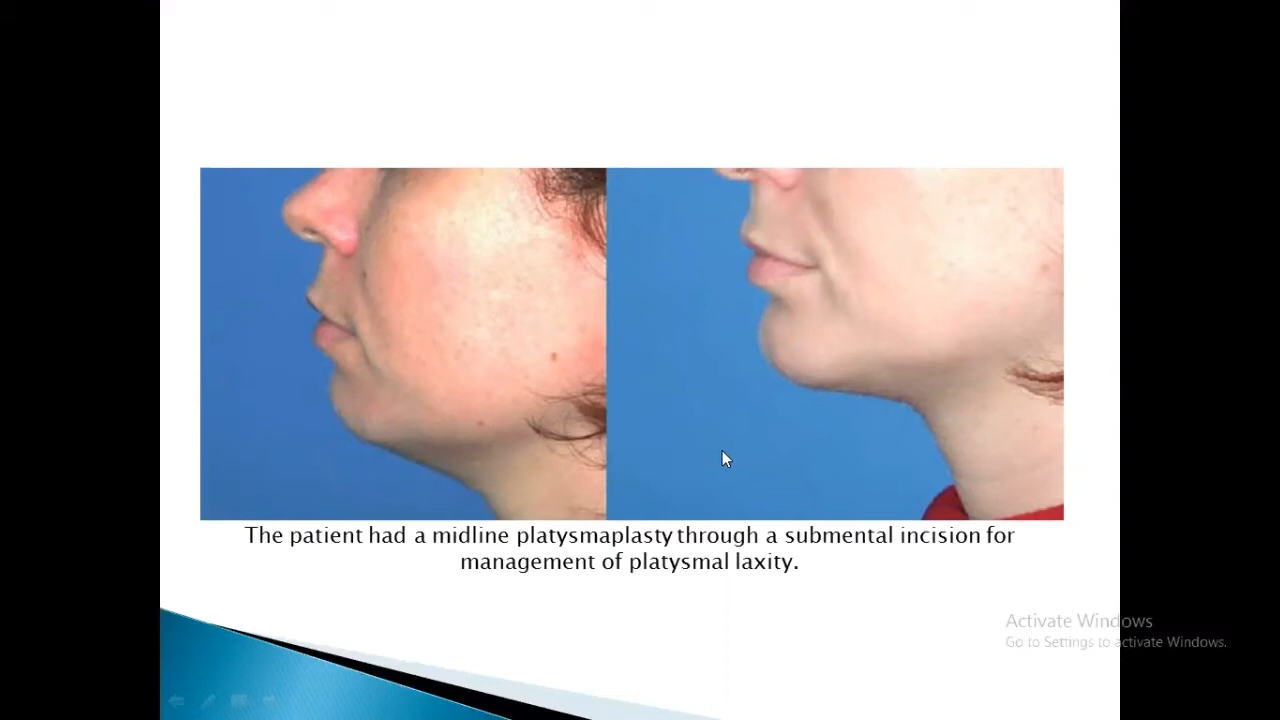 The patient had a midline platysmaplasty through a submental incision for
management of platysmal laxity.
Activate Windows
Go to Settings to activate Windows.